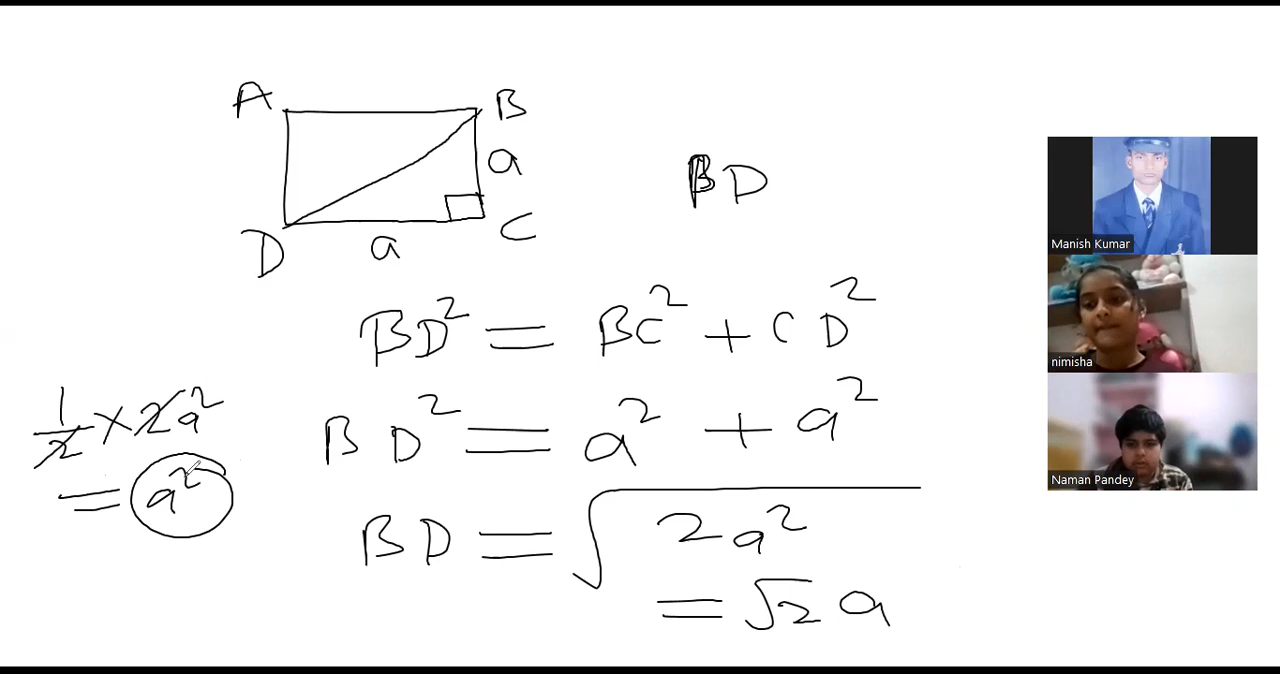 A B
a
D a C
BD
BD² = BC² + CD²
BD² = a² + a²
BD = √2a²
= √2 a
1/2 × 2a²
= a²
Manish Kumar
nimisha
Naman Pandey